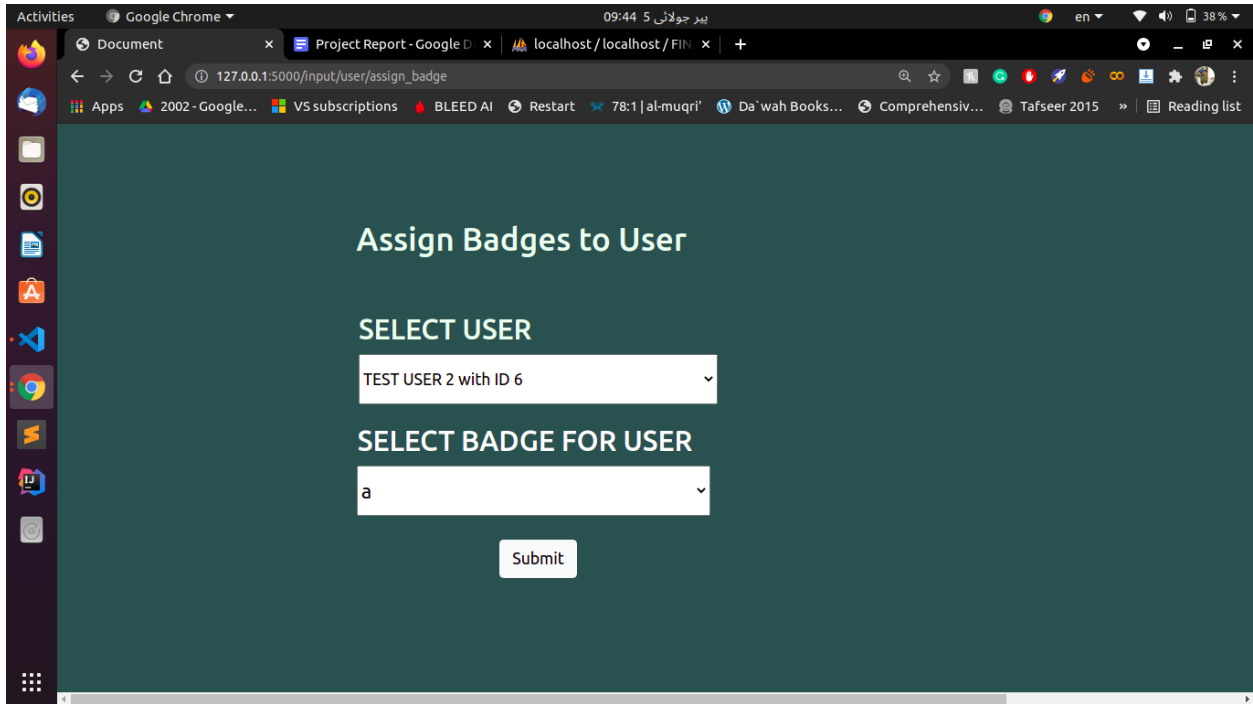 Activities Google Chrome ▾ پیر جولائی 5 09:44 en ▾ 38% ▾
Document × Project Report - Google D × localhost / localhost / FIN × +
127.0.0.1:5000/input/user/assign_badge
Apps 2002 - Google... VS subscriptions BLEED AI Restart 78:1 | al-muqri' Da`wah Books... Comprehensiv... Tafseer 2015 » Reading list
Assign Badges to User
SELECT USER
TEST USER 2 with ID 6
SELECT BADGE FOR USER
a
Submit